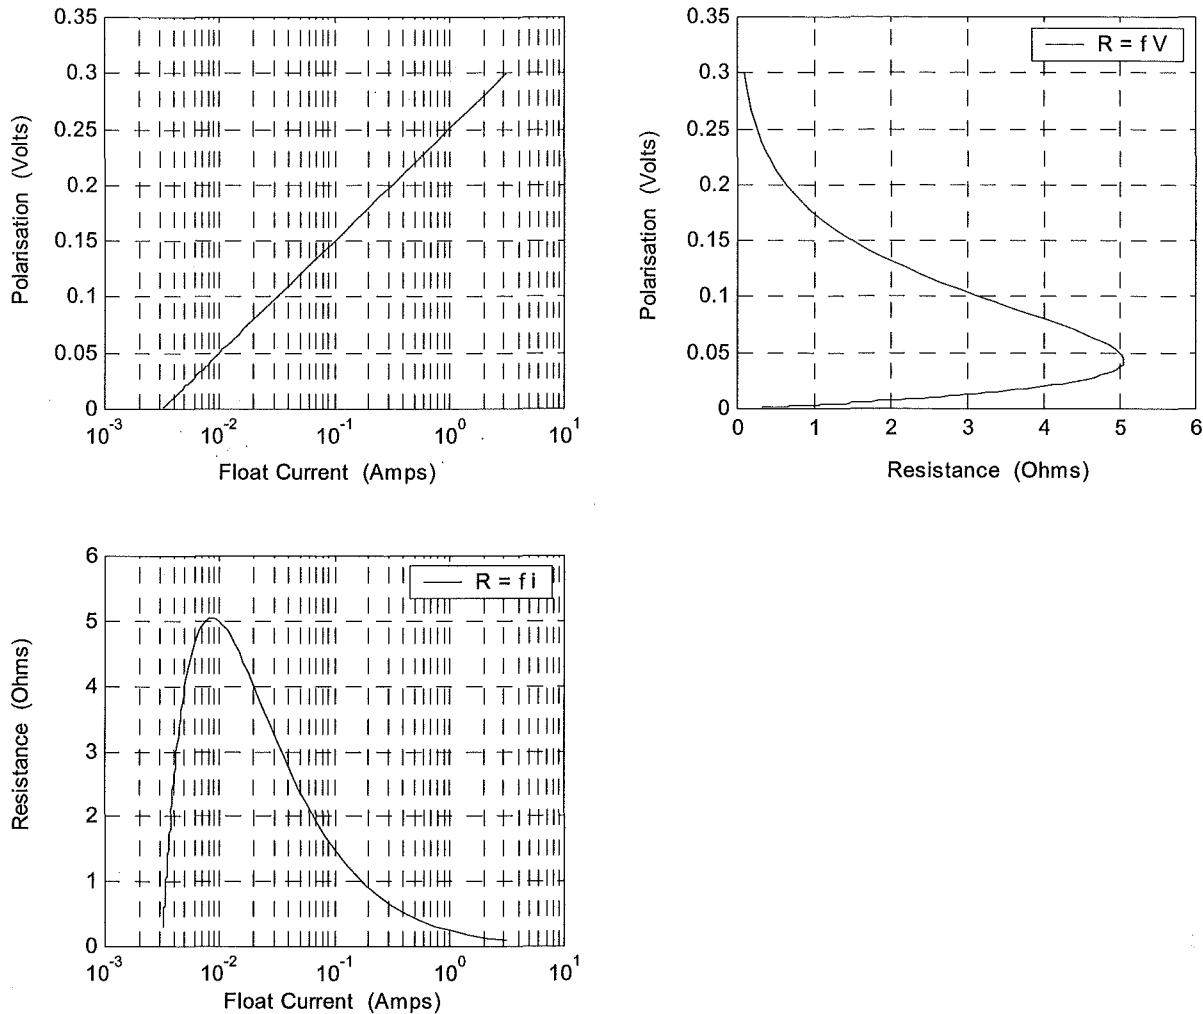 0.35
0.3
0.25
0.2
0.15
0.1
0.05
0
Polarisation (Volts)
10-3 10-2 10-1 100 101
Float Current (Amps)
R = f V
0.35
0.3
0.2
0.2
0.15
0.1
0.05
0
Polarisation (Volts)
0 1 2 3 4 5 6
Resistance (Ohms)
R = f i
6
5
4
3
2
1
0
Resistance (Ohms)
10-3 10-2 10-1 100 101
Float Current (Amps)